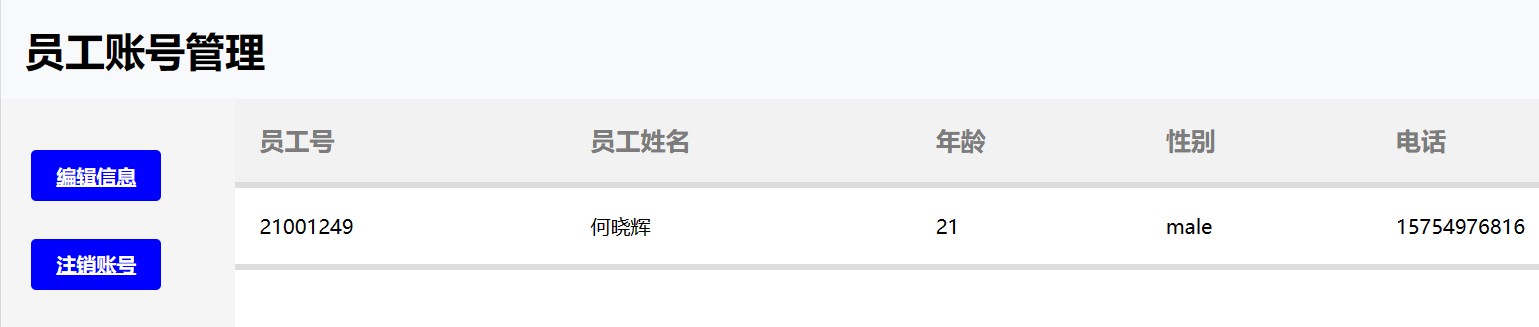 员工账号管理
员工号 员工姓名 年龄 性别 电话
编辑信息
21001249 何晓辉 21 male 15754976816
注销账号